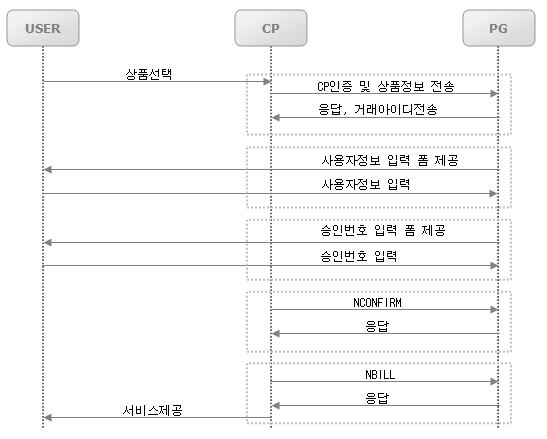 USER
CP
PG
상품선택
CP인증 및 상품정보 전송
응답, 거래아이디전송
사용자정보 입력 폼 제공
사용자정보 입력
승인번호 입력 폼 제공
승인번호 입력
NCONFIRM
응답
NBILL
응답
서비스제공